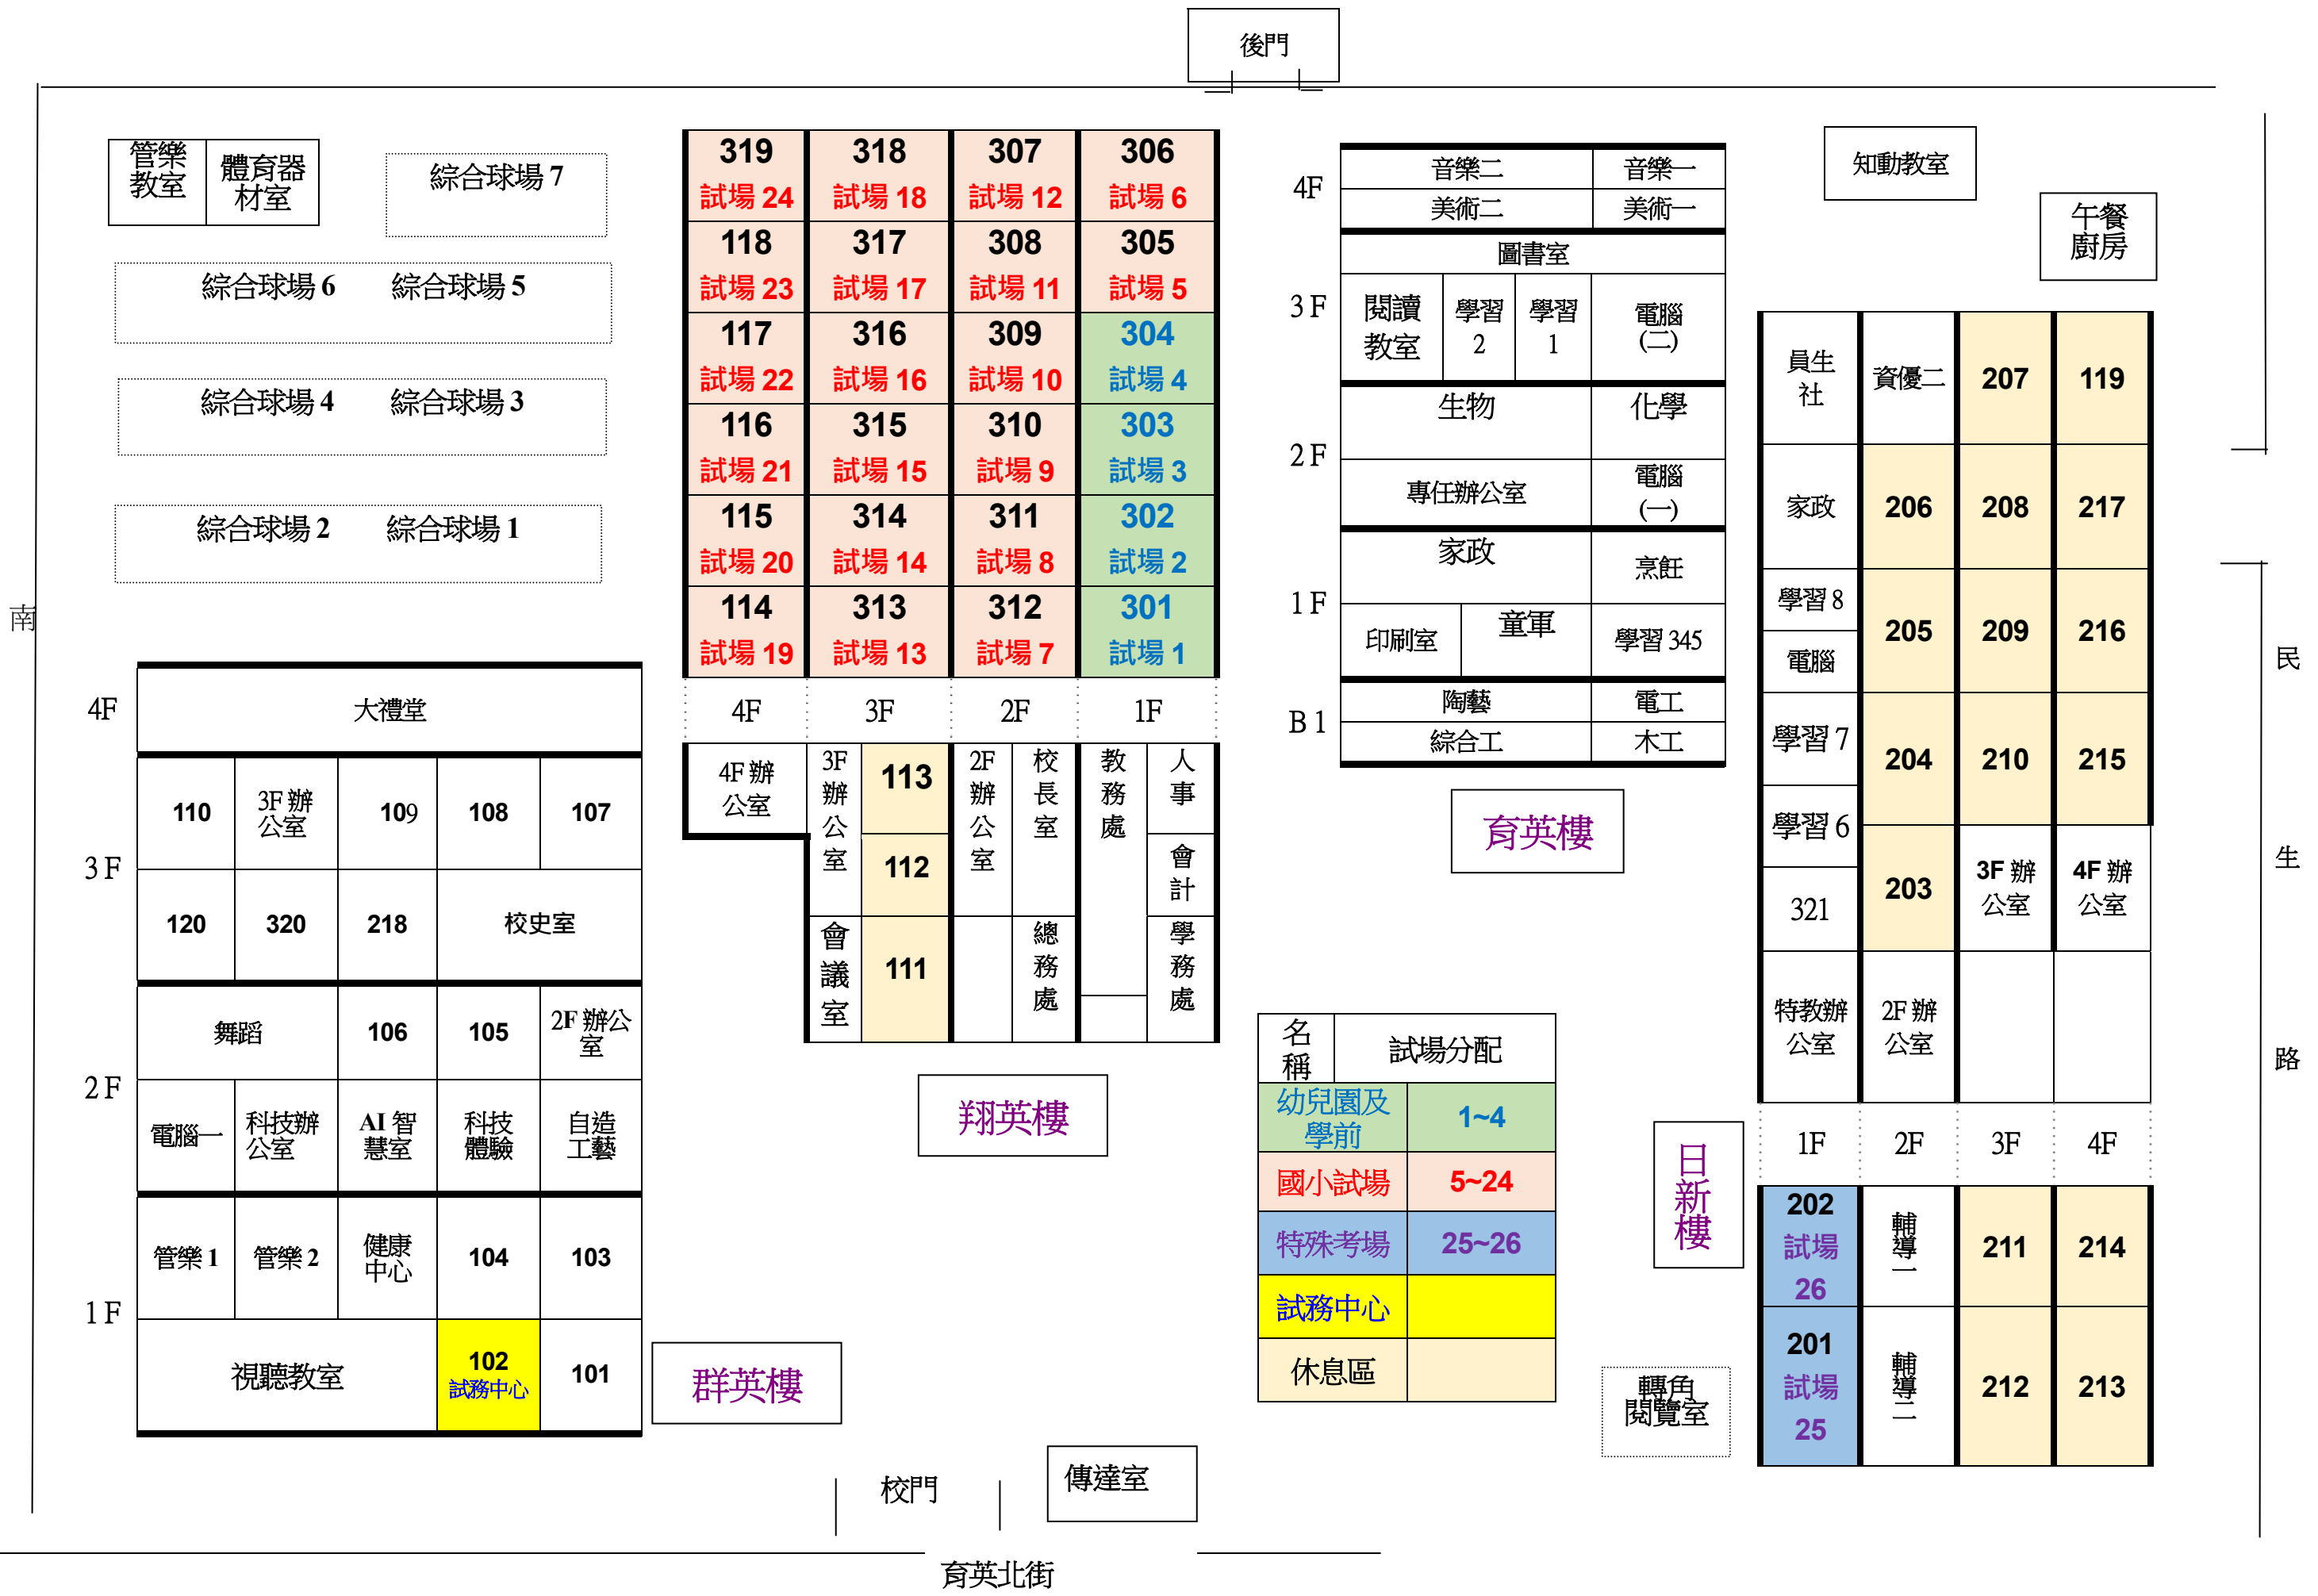 後門
管樂
教室
體育器
材室
綜合球場 7
綜合球場 6 綜合球場 5
綜合球場 4 綜合球場 3
綜合球場 2 綜合球場 1
南
319 318 307 306
試場 24 試場 18 試場 12 試場 6
118 317 308 305
試場 23 試場 17 試場 11 試場 5
117 316 309 304
試場 22 試場 16 試場 10 試場 4
116 315 310 303
試場 21 試場 15 試場 9 試場 3
115 314 311 302
試場 20 試場 14 試場 8 試場 2
114 313 312 301
試場 19 試場 13 試場 7 試場 1
4F 3F 2F 1F
4F 辦
公室
3F
辦
公
室
113
112
會
議
室
111
2F
辦
公
室
校
長
室
總
務
處
教
務
處
人
事
會
計
學
務
處
翔英樓
4F
音樂二 音樂一
美術二 美術一
3 F
圖書室
閱讀
教室
學習
2
學習
1
電腦
(二)
2 F
生物 化學
專任辦公室
電腦
(一)
1 F
家政 烹飪
印刷室 童軍 學習 345
B 1
陶藝 電工
綜合工 木工
育英樓
知動教室
午餐
廚房
員生
社
資優二 207 119
家政 206 208 217
學習 8
電腦
205 209 216
學習 7
204 210 215
學習 6
321
203
3F 辦
公室
4F 辦
公室
特教辦
公室
2F 辦
公室
1F 2F 3F 4F
202
試場
26
輔
導
一
211 214
201
試場
25
輔
導
二
212 213
日
新
樓
轉角
閱覽室
民
生
路
4F
大禮堂
3 F
110
3F 辦
公室
109 108 107
120 320 218 校史室
2 F
舞蹈 106 105
2F 辦公
室
電腦一
科技辦
公室
AI 智
慧室
科技
體驗
自造
工藝
1 F
管樂 1 管樂 2
健康
中心
104 103
視聽教室
102
試務中心
101
群英樓
名
稱
試場分配
幼兒園及
學前
1~4
國小試場 5~24
特殊考場 25~26
試務中心
休息區
校門
傳達室
育英北街